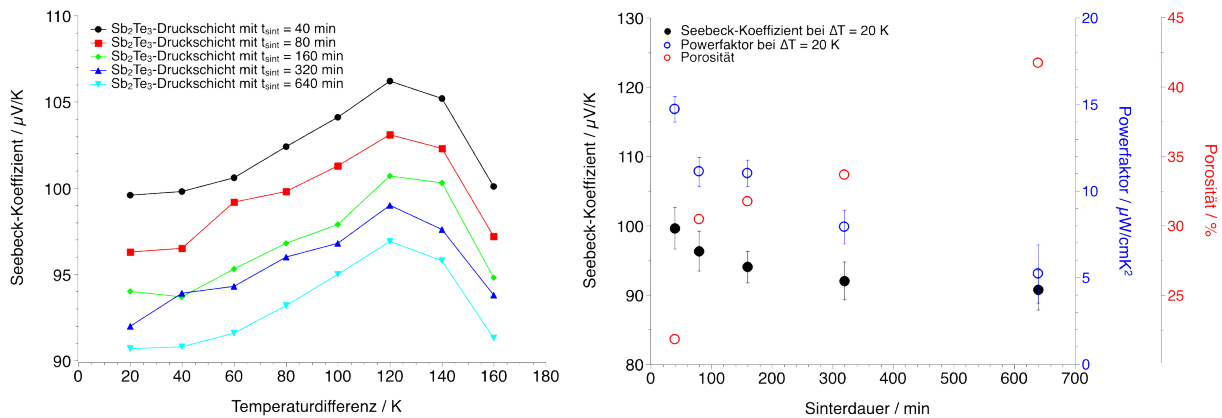 110
105
100
95
90
Seebeck-Koeffizient / µV/K
Sb₂Te₃-Druckschicht mit tsint = 40 min
Sb₂Te₃-Druckschicht mit tsint = 80 min
Sb₂Te₃-Druckschicht mit tsint = 160 min
Sb₂Te₃-Druckschicht mit tsint = 320 min
Sb₂Te₃-Druckschicht mit tsint = 640 min
20 40 60 80 100 120 140 160 180
Temperaturdifferenz / K
130
120
110
100
90
80
Seebeck-Koeffizient / µV/K
Seebeck-Koeffizient bei ΔT = 20 K
Powerfaktor bei ΔT = 20 K
Porosität
0 100 200 300 400 500 600 700
Sinterdauer / min
20
15
10
5
0
Powerfaktor / µW/cmK²
45
40
35
30
25
Porosität / %